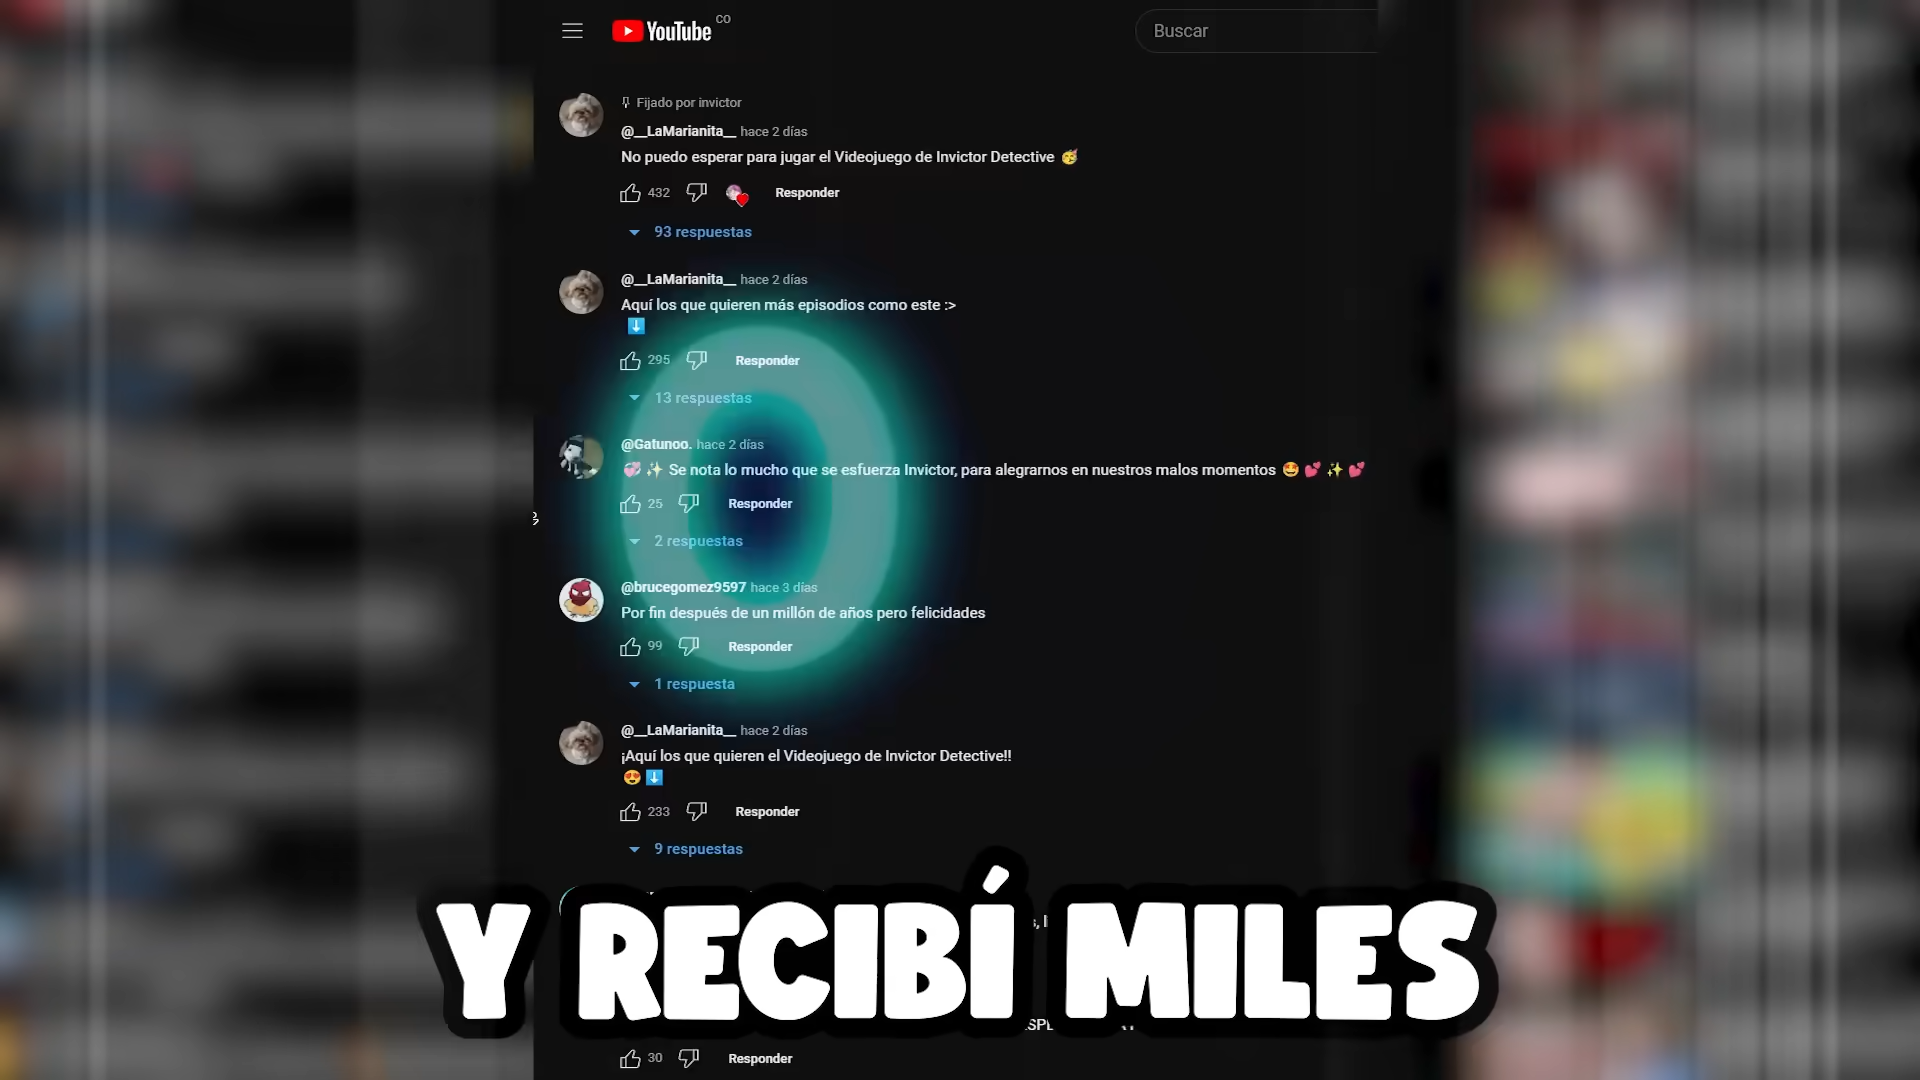 YouTube CO
Buscar
Fijado por invictor
@__LaMarianita__ hace 2 días
No puedo esperar para jugar el Videojuego de Invictor Detective 🥳
432 Responder
93 respuestas
@__LaMarianita__ hace 2 días
Aquí los que quieren más episodios como este :>
⬇️
295 Responder
13 respuestas
@Gatunoo. hace 2 días
💞 ✨ Se nota lo mucho que se esfuerza Invictor, para alegrarnos en nuestros malos momentos 🤩 💕 ✨ 💕
25 Responder
2 respuestas
@brucegomez9597 hace 3 días
Por fin después de un millón de años pero felicidades
99 Responder
1 respuesta
@__LaMarianita__ hace 2 días
¡Aquí los que quieren el Videojuego de Invictor Detective!!
😍 ⬇️
233 Responder
9 respuestas
Y RECIBÍ MILES
30 Responder
0